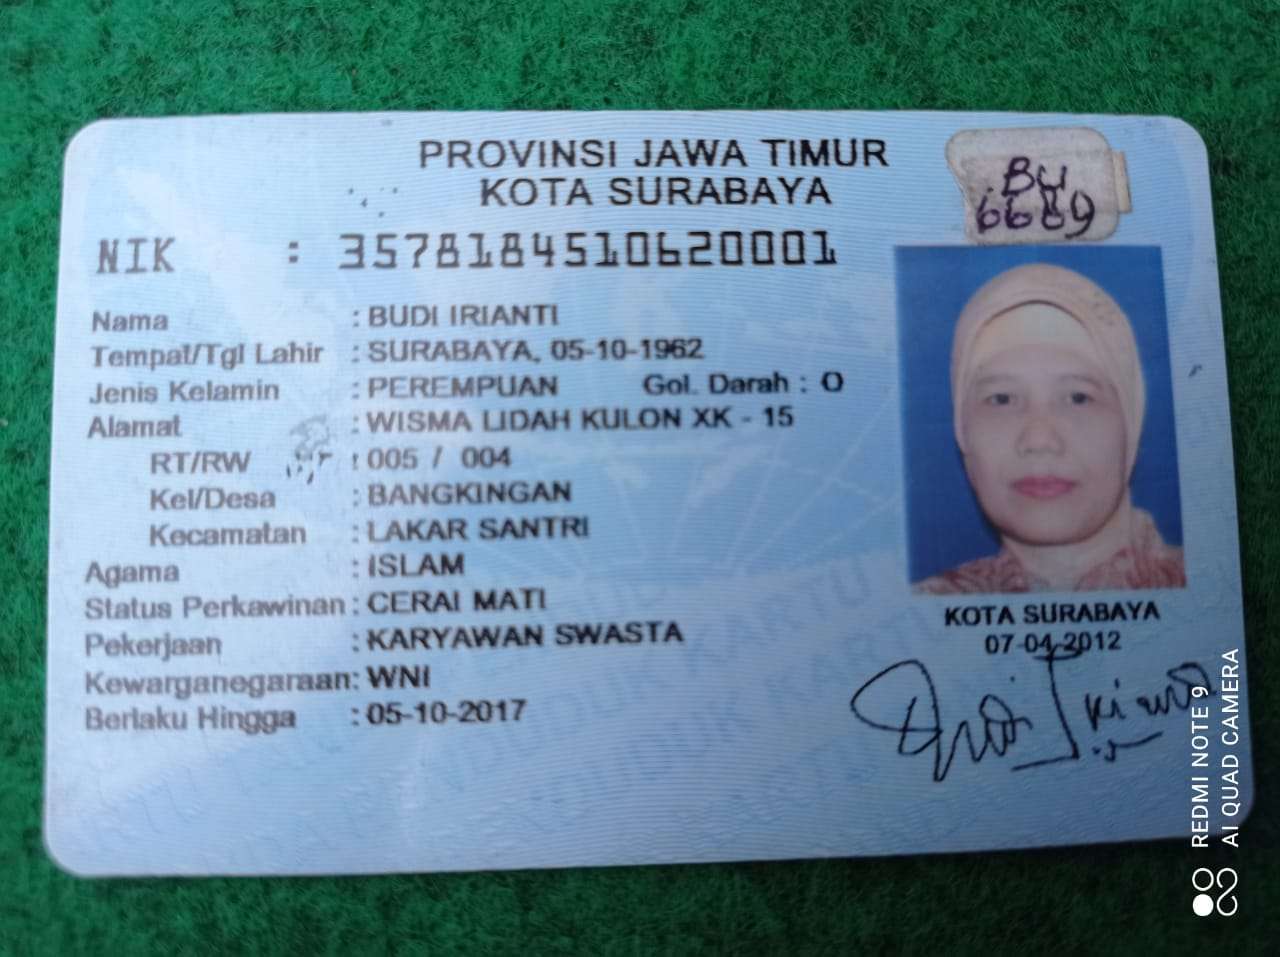 PROVINSI JAWA TIMUR
KOTA SURABAYA
BU
6689
NIK : 3578184510620001
Nama : BUDI IRIANTI
Tempat/Tgl Lahir : SURABAYA, 05-10-1962
Jenis Kelamin : PEREMPUAN Gol. Darah : O
Alamat : WISMA LIDAH KULON XK - 15
RT/RW : 005 / 004
Kel/Desa : BANGKINGAN
Kecamatan : LAKAR SANTRI
Agama : ISLAM
Status Perkawinan : CERAI MATI
Pekerjaan : KARYAWAN SWASTA
Kewarganegaraan: WNI
Berlaku Hingga : 05-10-2017
KOTA SURABAYA
07-04-2012
REDMI NOTE 9
AI QUAD CAMERA